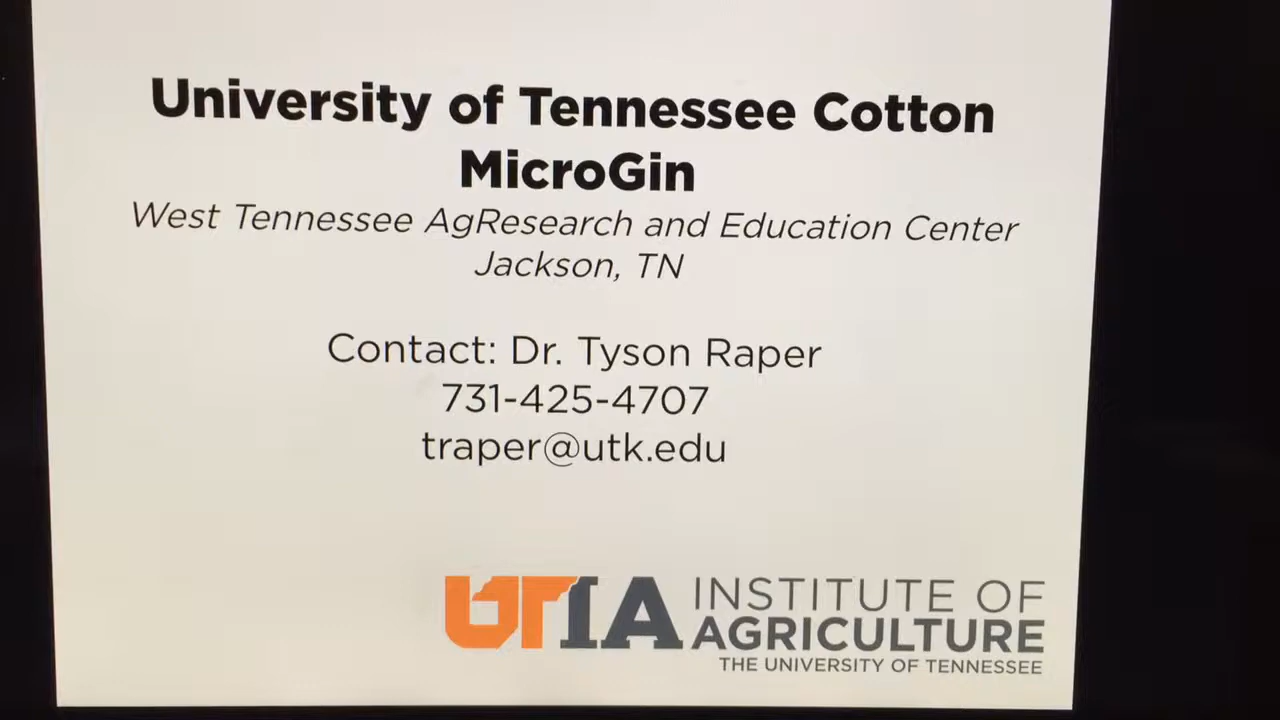 University of Tennessee Cotton
MicroGin
West Tennessee AgResearch and Education Center
Jackson, TN
Contact: Dr. Tyson Raper
731-425-4707
traper@utk.edu
UTIA INSTITUTE OF
AGRICULTURE
THE UNIVERSITY OF TENNESSEE